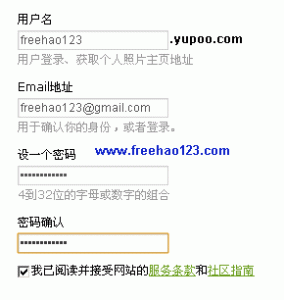 用户名
freehao123 .yupoo.com
用户登录、获取个人照片主页地址
Email地址
freehao123@gmail.com
用于确认你的身份，或者登录。
设一个密码
www.freehao123.com
••••••••••••
4到32位的字母或数字的组合
密码确认
••••••••••••
我已阅读并接受网站的服务条款和社区指南